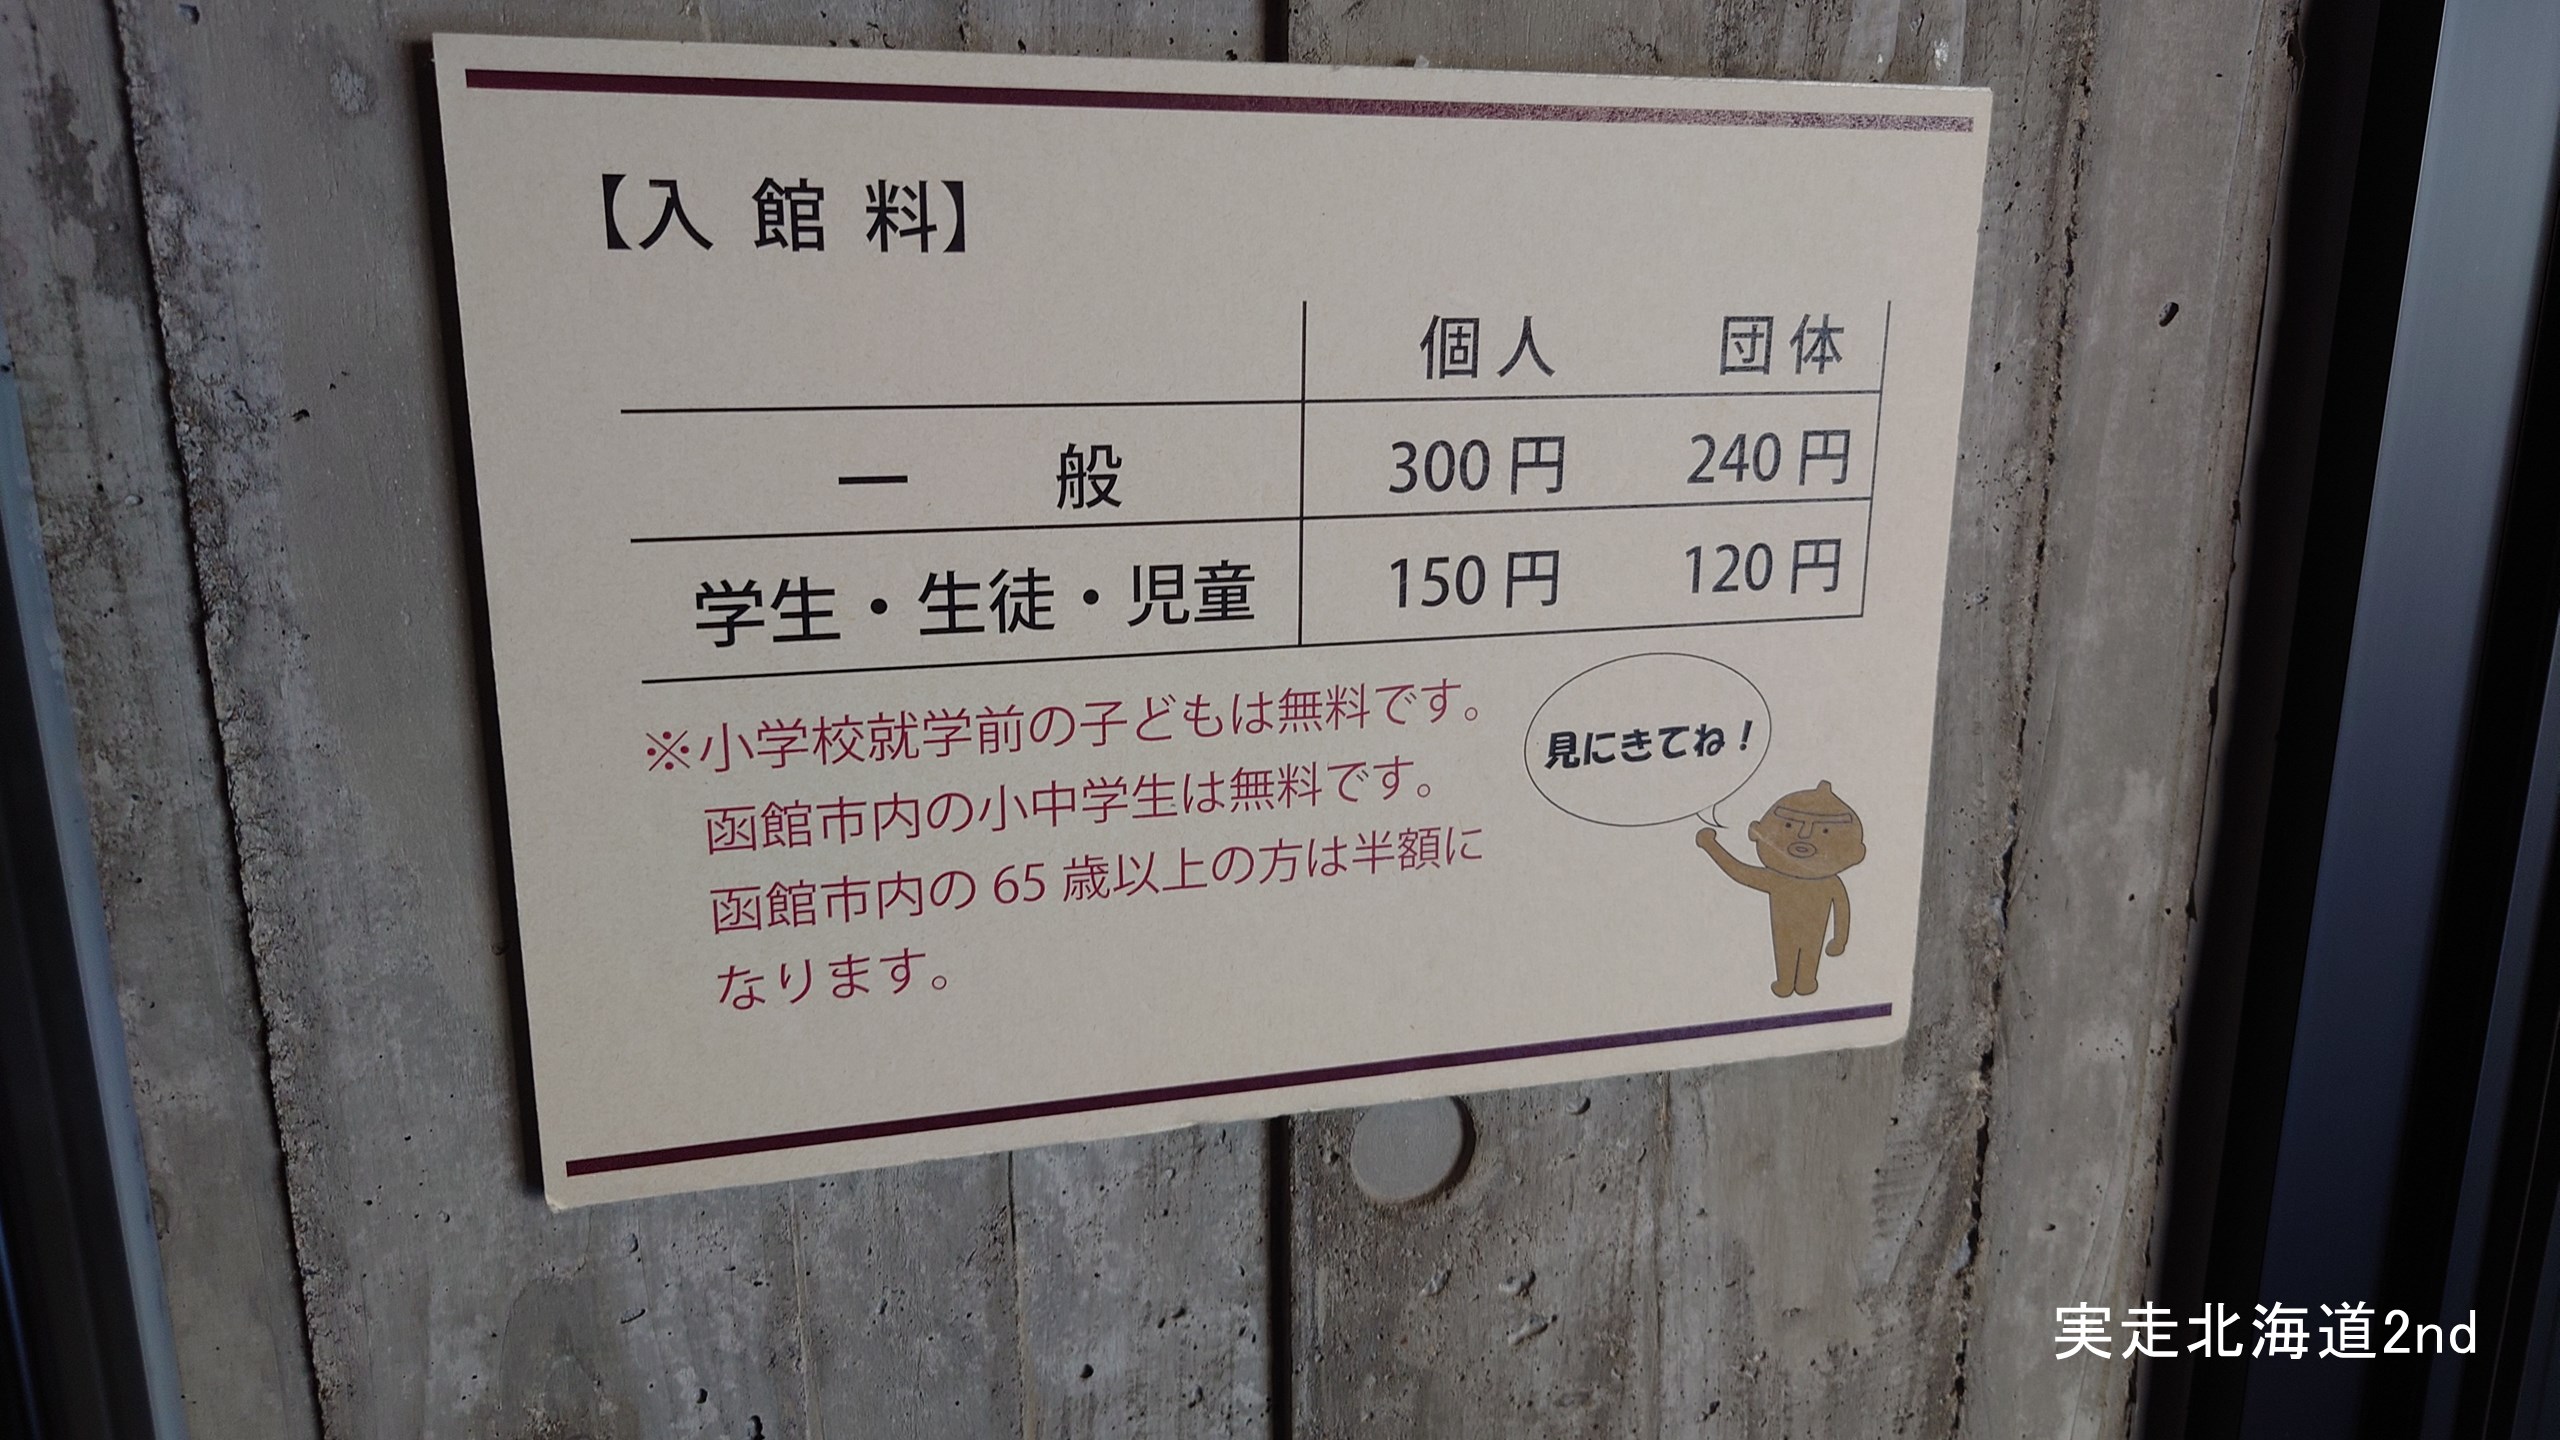 【入館料】
個人 団体
一般 300円 240円
学生・生徒・児童 150円 120円
※小学校就学前の子どもは無料です。
函館市内の小中学生は無料です。
函館市内の65歳以上の方は半額に
なります。
見にきてね！
実走北海道2nd